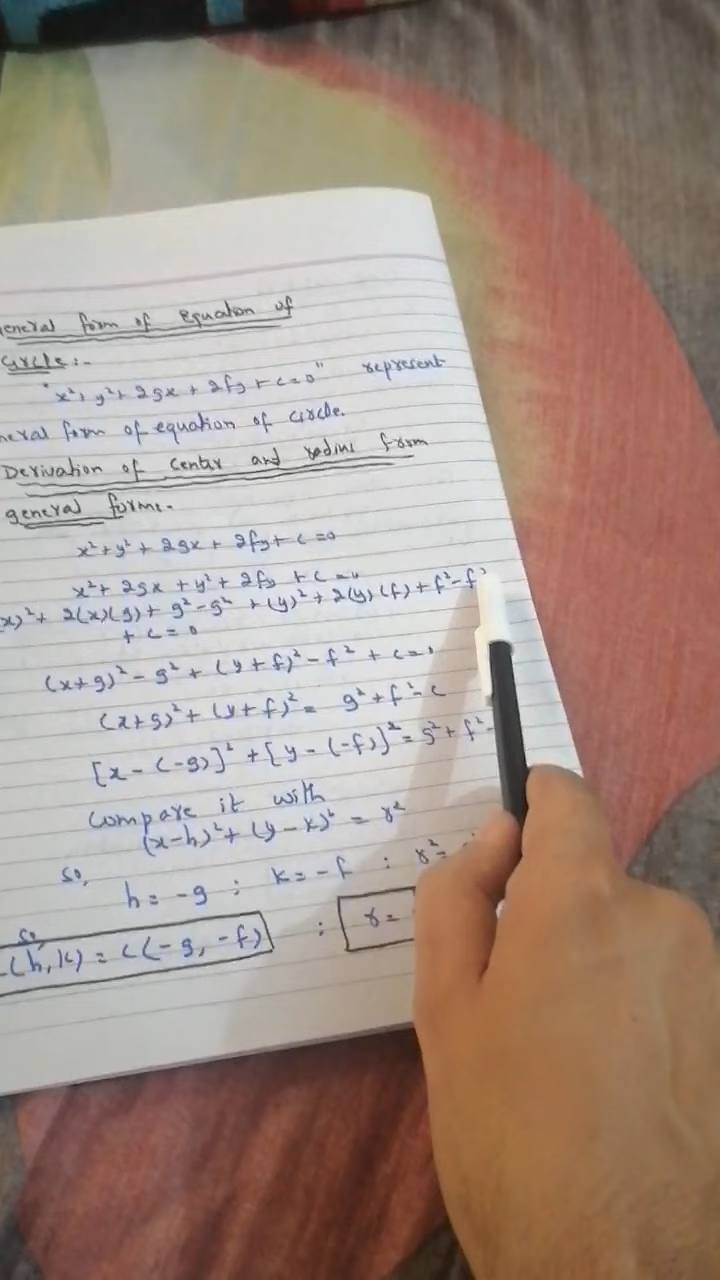 eneral form of equation of
Circle:-
"x²+y²+2gx+2fy+c=0" represent
neral form of equation of circle.
Derivation of Center and radius from
general form:-
x²+y²+2gx+2fy+c=0
x²+2gx+y²+2fy+c=0
x)²+2(x)(g)+g²-g²+(y)²+2(y)(f)+f²-f²
+c=0
(x+g)²-g²+(y+f)²-f²+c=0
(x+g)²+(y+f)²=g²+f²-c
[x-(-g)]²+[y-(-f)]²=g²+f²-
Compare it with
(x-h)²+(y-k)²=r²
so,
h=-g ; k=-f : r²=
so
(h,k)=C(-g,-f) : r=